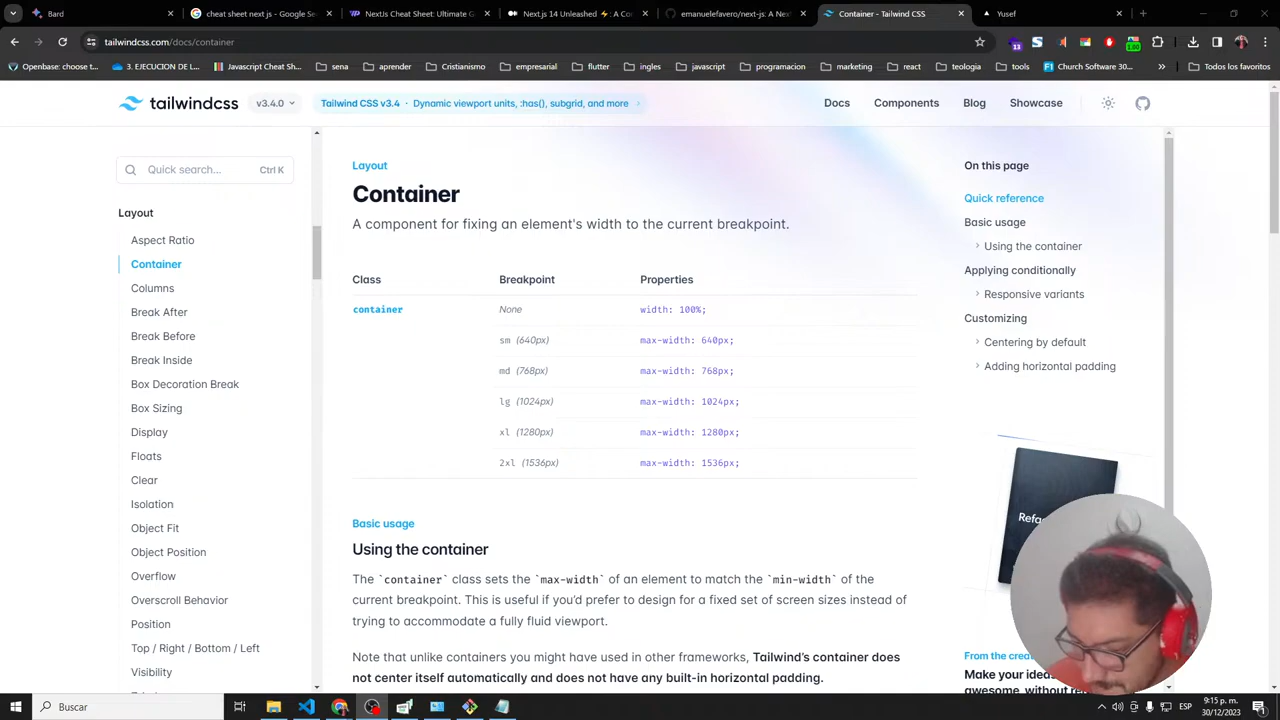 Bard
cheat sheet next js - Google Se
NextJs Cheat Sheet: Ultimate G
Next.js 14 Unleashed ⚡: A Co
emanuelefavero/next-js: A Nex
Container - Tailwind CSS
Yusef
tailwindcss.com/docs/container
13
1.00
Openbase: How to...
3. EJECUCION DE L...
Javascript Cheat Sh...
sena
aprender
Cristianismo
empresarial
flutter
ingles
javascript
programacion
marketing
react
teologia
tools
Church Software o...
Todos los favoritos
tailwindcss
v3.4.0
Tailwind CSS v3.4 · Dynamic viewport units, :has(), subgrid, and more
Docs
Components
Blog
Showcase
Quick search...
Ctrl K
Layout
Aspect Ratio
Container
Columns
Break After
Break Before
Break Inside
Box Decoration Break
Box Sizing
Display
Floats
Clear
Isolation
Object Fit
Object Position
Overflow
Overscroll Behavior
Position
Top / Right / Bottom / Left
Visibility
Layout
Container
A component for fixing an element's width to the current breakpoint.
Class Breakpoint Properties
container None width: 100%;
sm (640px) max-width: 640px;
md (768px) max-width: 768px;
lg (1024px) max-width: 1024px;
xl (1280px) max-width: 1280px;
2xl (1536px) max-width: 1536px;
Basic usage
Using the container
The `container` class sets the `max-width` of an element to match the `min-width` of the
current breakpoint. This is useful if you’d prefer to design for a fixed set of screen sizes instead of
trying to accommodate a fully fluid viewport.
Note that unlike containers you might have used in other frameworks, Tailwind’s container does
not center itself automatically and does not have any built-in horizontal padding.
On this page
Quick reference
Basic usage
Using the container
Applying conditionally
Responsive variants
Customizing
Centering by default
Adding horizontal padding
From the
Make your ideas
awesome, without
Buscar
ESP
9:15 p. m.
30/12/2023